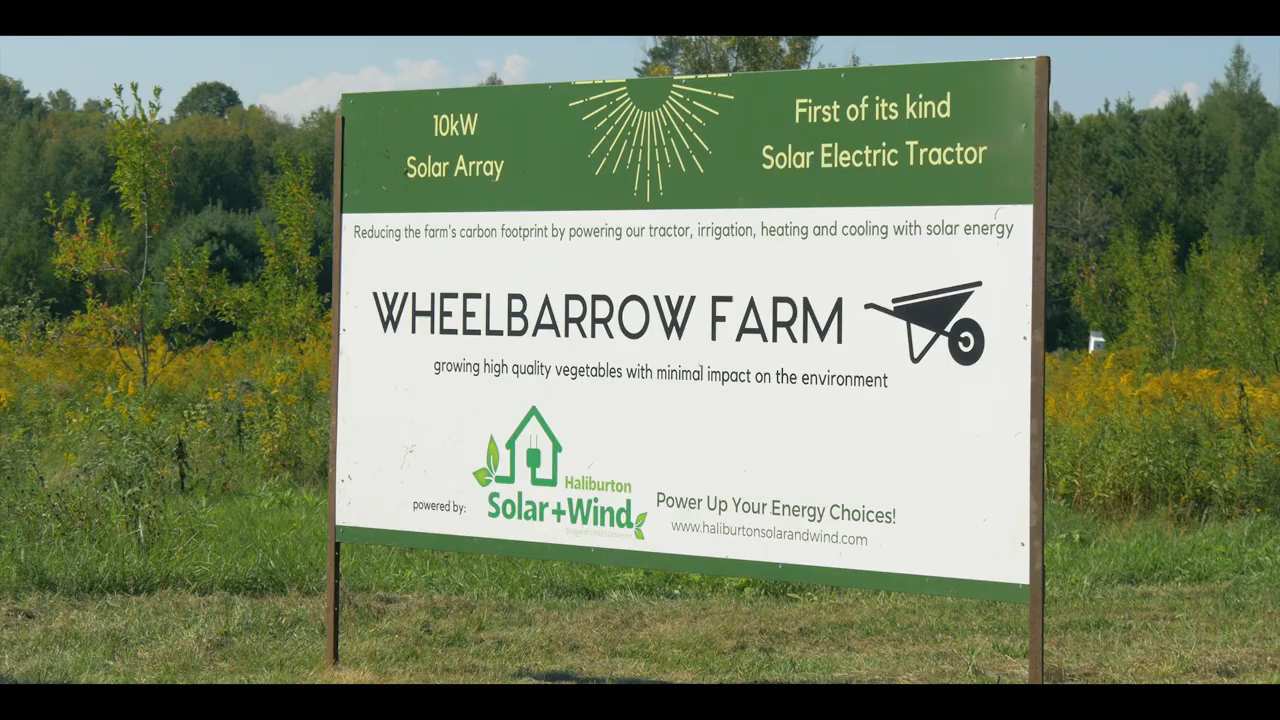 10kW
Solar Array
First of its kind
Solar Electric Tractor
Reducing the farm's carbon footprint by powering our tractor, irrigation, heating and cooling with solar energy
WHEELBARROW FARM
growing high quality vegetables with minimal impact on the environment
powered by:
Haliburton
Solar+Wind
Power Up Your Energy Choices!
www.haliburtonsolarandwind.com